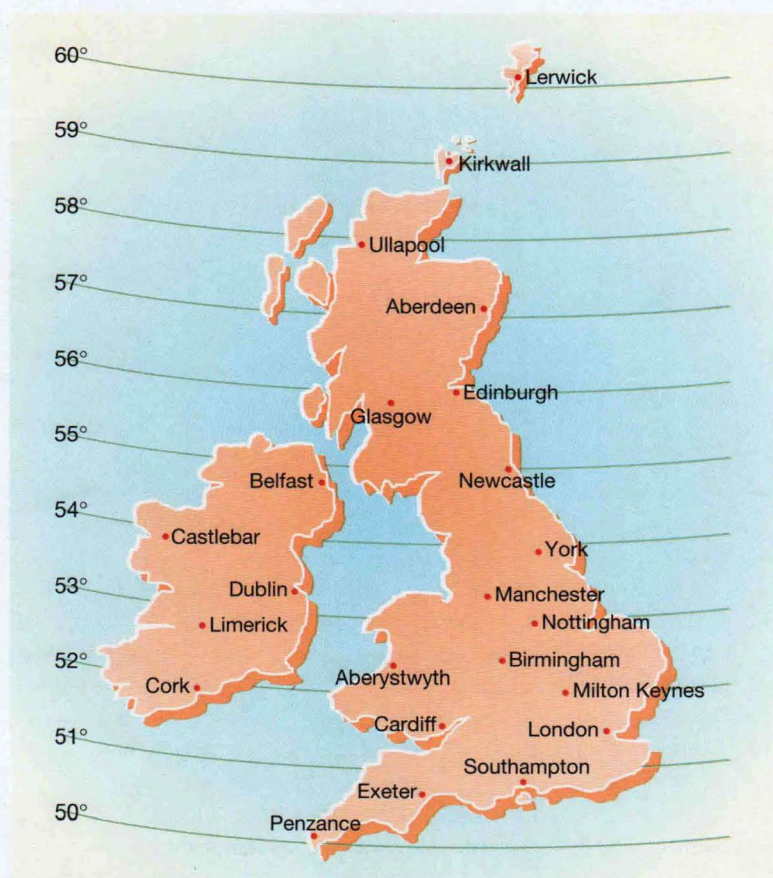 60°
Lerwick
59°
Kirkwall
58°
Ullapool
57°
Aberdeen
56°
Edinburgh
Glasgow
55°
Belfast
Newcastle
54°
Castlebar
York
53°
Dublin
Manchester
Limerick
Nottingham
52°
Birmingham
Aberystwyth
Cork
Milton Keynes
Cardiff
London
51°
Southampton
Exeter
50°
Penzance